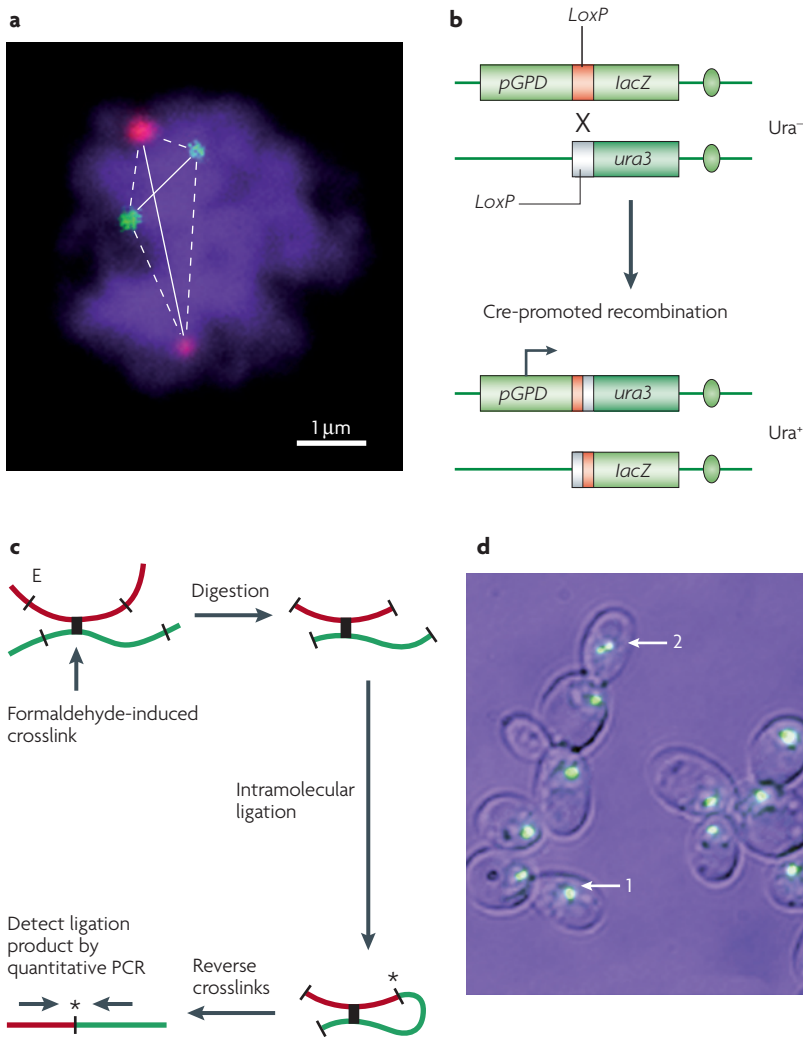 a
1 μm
b
LoxP
pGPD
lacZ
X
Ura⁻
ura3
LoxP
Cre-promoted recombination
pGPD
ura3
Ura⁺
lacZ
c
E
Digestion
Formaldehyde-induced
crosslink
Intramolecular
ligation
Detect ligation
product by
quantitative PCR
*
Reverse
crosslinks
*
d
2
1